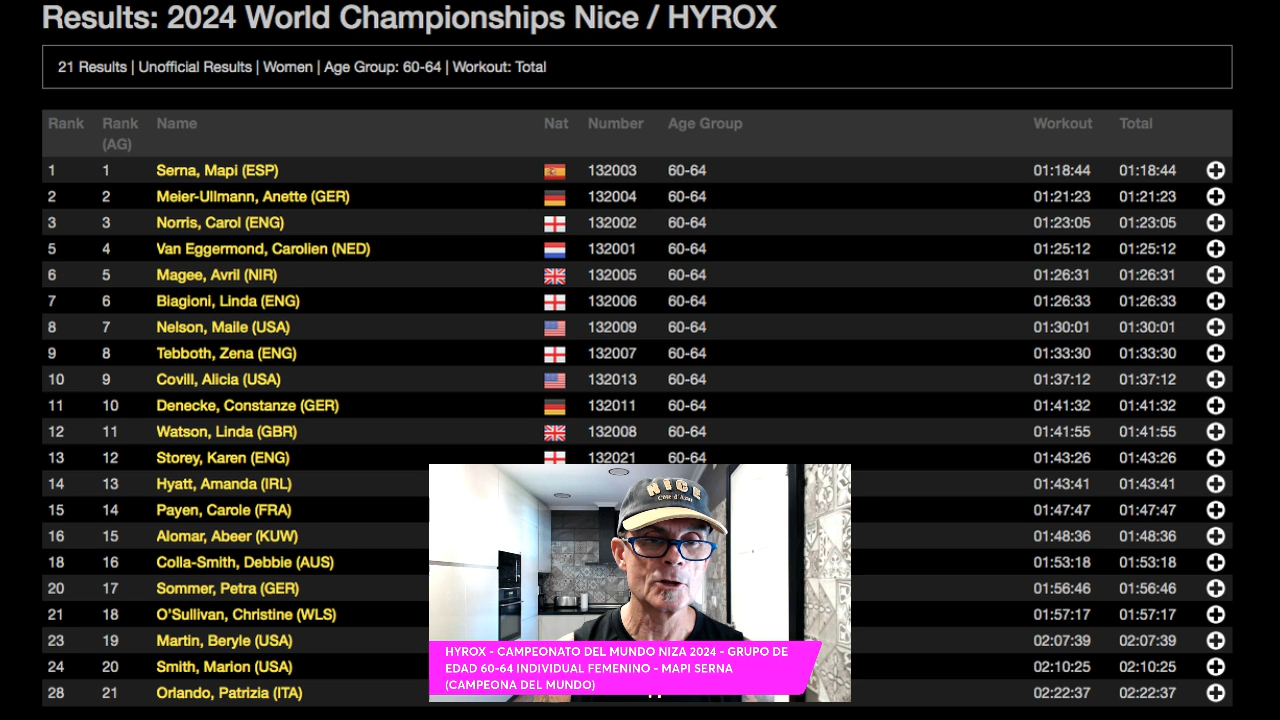 Results: 2024 World Championships Nice / HYROX
21 Results | Unofficial Results | Women | Age Group: 60-64 | Workout: Total
Rank Rank (AG) Name Nat Number Age Group Workout Total
1 1 Serna, Mapi (ESP) 132003 60-64 01:18:44 01:18:44
2 2 Meier-Ullmann, Anette (GER) 132004 60-64 01:21:23 01:21:23
3 3 Norris, Carol (ENG) 132002 60-64 01:23:05 01:23:05
5 4 Van Eggermond, Carolien (NED) 132001 60-64 01:25:12 01:25:12
6 5 Magee, Avril (NIR) 132005 60-64 01:26:31 01:26:31
7 6 Biagioni, Linda (ENG) 132006 60-64 01:26:33 01:26:33
8 7 Nelson, Maile (USA) 132009 60-64 01:30:01 01:30:01
9 8 Tebboth, Zena (ENG) 132007 60-64 01:33:30 01:33:30
10 9 Covill, Alicia (USA) 132013 60-64 01:37:12 01:37:12
11 10 Denecke, Constanze (GER) 132011 60-64 01:41:32 01:41:32
12 11 Watson, Linda (GBR) 132008 60-64 01:41:55 01:41:55
13 12 Storey, Karen (ENG) 132021 60-64 01:43:26 01:43:26
14 13 Hyatt, Amanda (IRL) 01:43:41 01:43:41
15 14 Payen, Carole (FRA) 01:47:47 01:47:47
16 15 Alomar, Abeer (KUW) 01:48:36 01:48:36
18 16 Colla-Smith, Debbie (AUS) 01:53:18 01:53:18
20 17 Sommer, Petra (GER) 01:56:46 01:56:46
21 18 O'Sullivan, Christine (WLS) 01:57:17 01:57:17
23 19 Martin, Beryle (USA) 02:07:39 02:07:39
24 20 Smith, Marion (USA) 02:10:25 02:10:25
28 21 Orlando, Patrizia (ITA) 02:22:37 02:22:37
NICE
Côte d'Azur
HYROX - CAMPEONATO DEL MUNDO NIZA 2024 - GRUPO DE
EDAD 60-64 INDIVIDUAL FEMENINO - MAPI SERNA
(CAMPEONA DEL MUNDO)